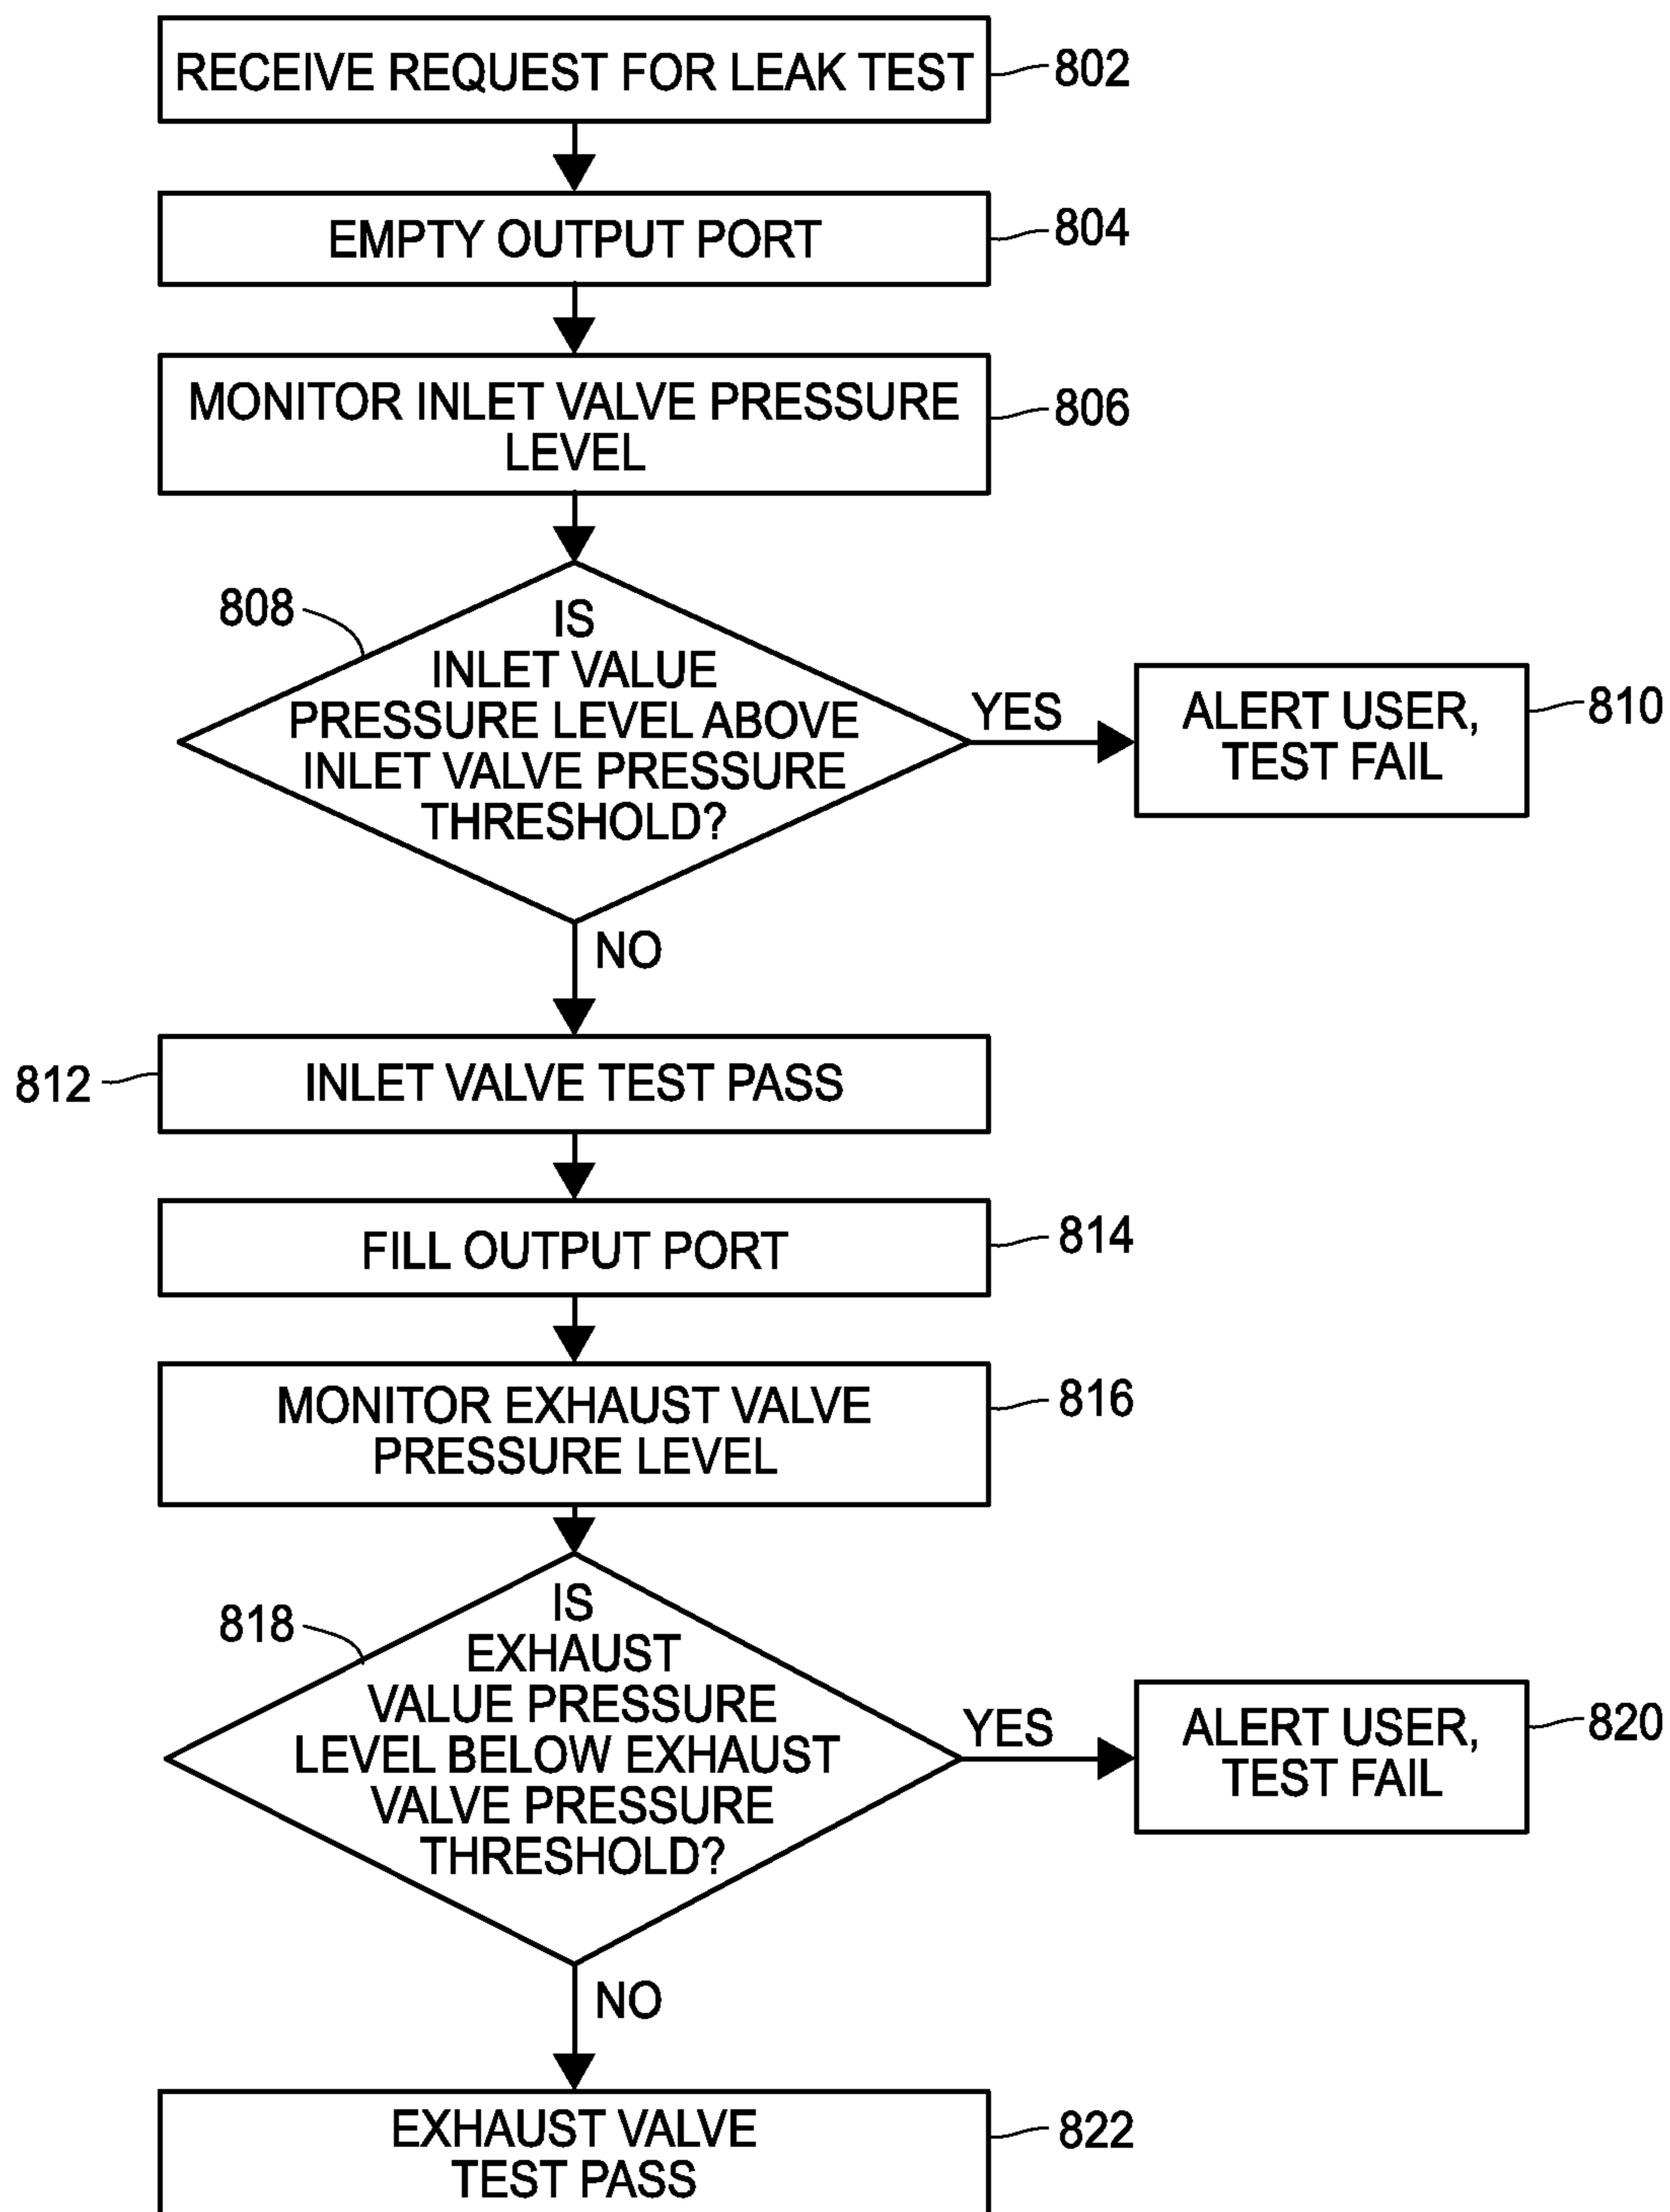 RECEIVE REQUEST FOR LEAK TEST
802
EMPTY OUTPUT PORT
804
MONITOR INLET VALVE PRESSURE
LEVEL
806
808
IS
INLET VALUE
PRESSURE LEVEL ABOVE
INLET VALVE PRESSURE
THRESHOLD?
YES
ALERT USER,
TEST FAIL
810
NO
812
INLET VALVE TEST PASS
FILL OUTPUT PORT
814
MONITOR EXHAUST VALVE
PRESSURE LEVEL
816
818
IS
EXHAUST
VALUE PRESSURE
LEVEL BELOW EXHAUST
VALVE PRESSURE
THRESHOLD?
YES
ALERT USER,
TEST FAIL
820
NO
EXHAUST VALVE
TEST PASS
822